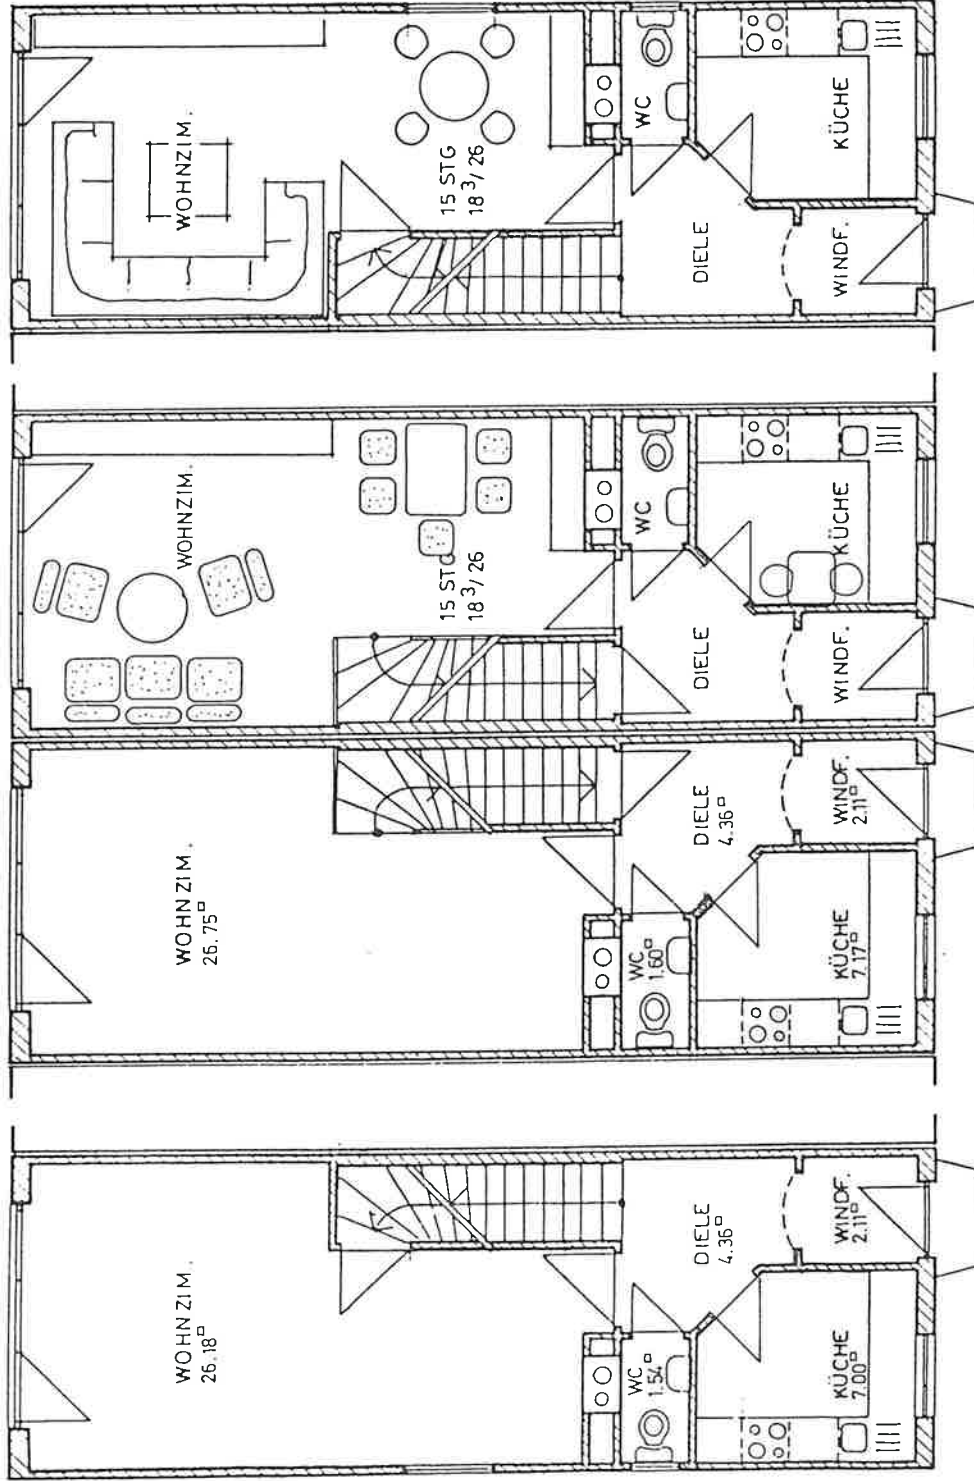 WOHNZIM.
15 STG
18 3/26
WC
DIELE
KÜCHE
WINDF.
WOHNZIM.
15 STG
18 3/26
WC
DIELE
KÜCHE
WINDF.
WOHNZIM.
26.75□
WC
1.60□
DIELE
4.36□
KÜCHE
7.17□
WINDF.
2.11□
WOHNZIM.
26.18□
WC
1.54□
DIELE
4.36□
KÜCHE
7.00□
WINDF.
2.11□